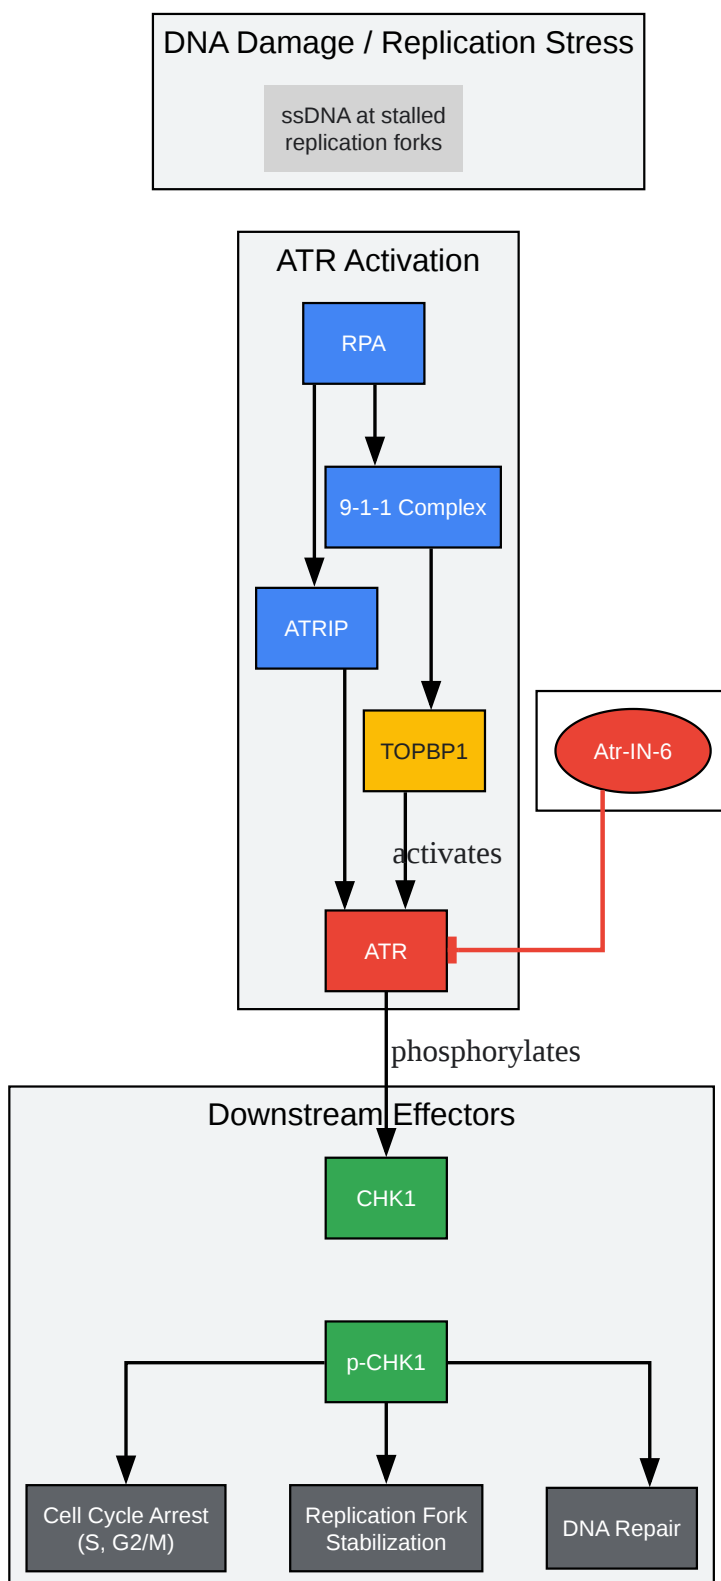 DNA Damage / Replication Stress
ssDNA at stalled
replication forks
ATR Activation
RPA
9-1-1 Complex
ATRIP
TOPBP1
Atr-IN-6
activates
ATR
phosphorylates
Downstream Effectors
CHK1
p-CHK1
Cell Cycle Arrest
(S, G2/M)
Replication Fork
Stabilization
DNA Repair